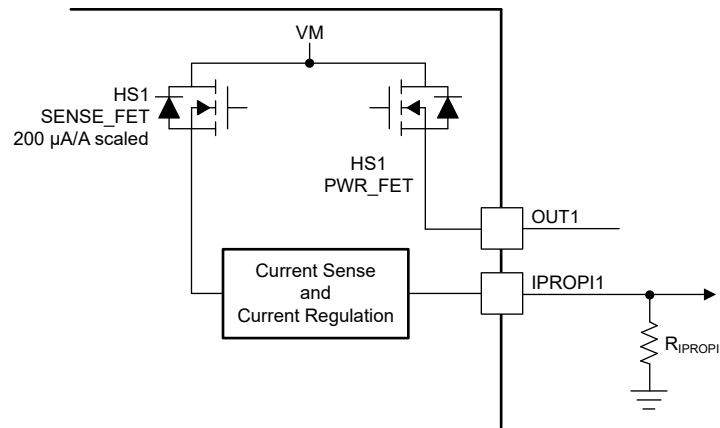 VM
HS1
SENSE_FET
200 µA/A scaled
HS1
PWR_FET
OUT1
Current Sense
and
Current Regulation
IPROPI1
RIPROPI